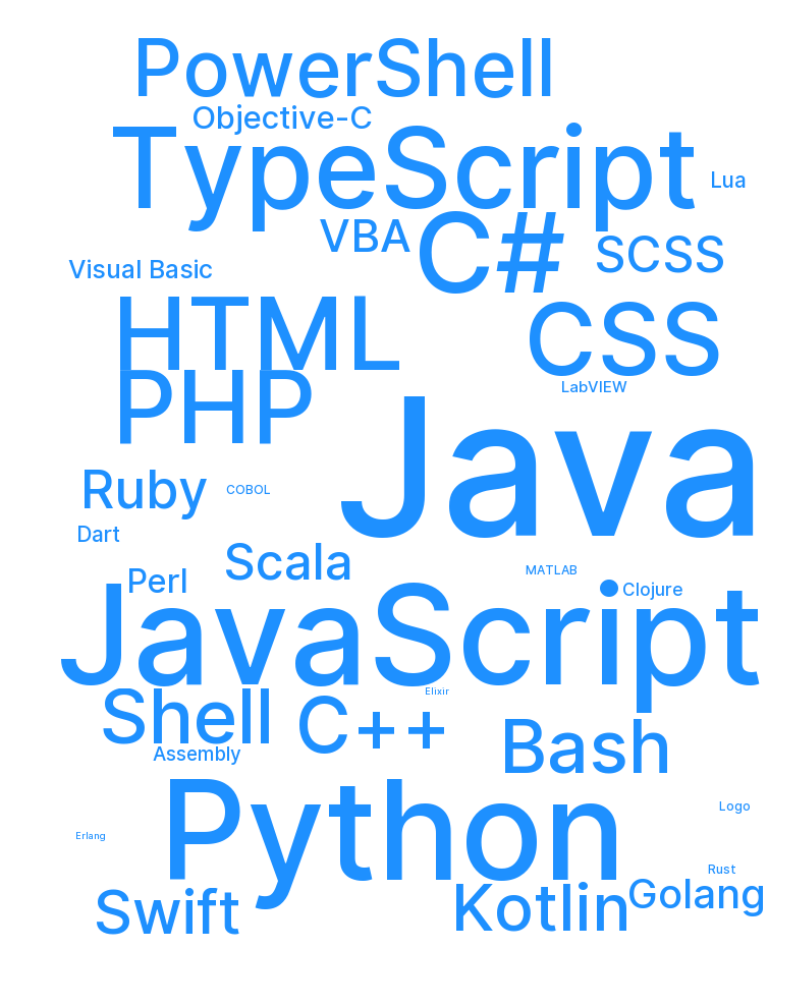 PowerShell
Objective-C
TypeScript
Lua
VBA
C#
SCSS
Visual Basic
HTML
CSS
PHP
LabVIEW
Java
Ruby
COBOL
Dart
Scala
MATLAB
Perl
Clojure
JavaScript
Elixir
Shell
C++
Bash
Assembly
Python
Logo
Erlang
Rust
Swift
Kotlin
Golang